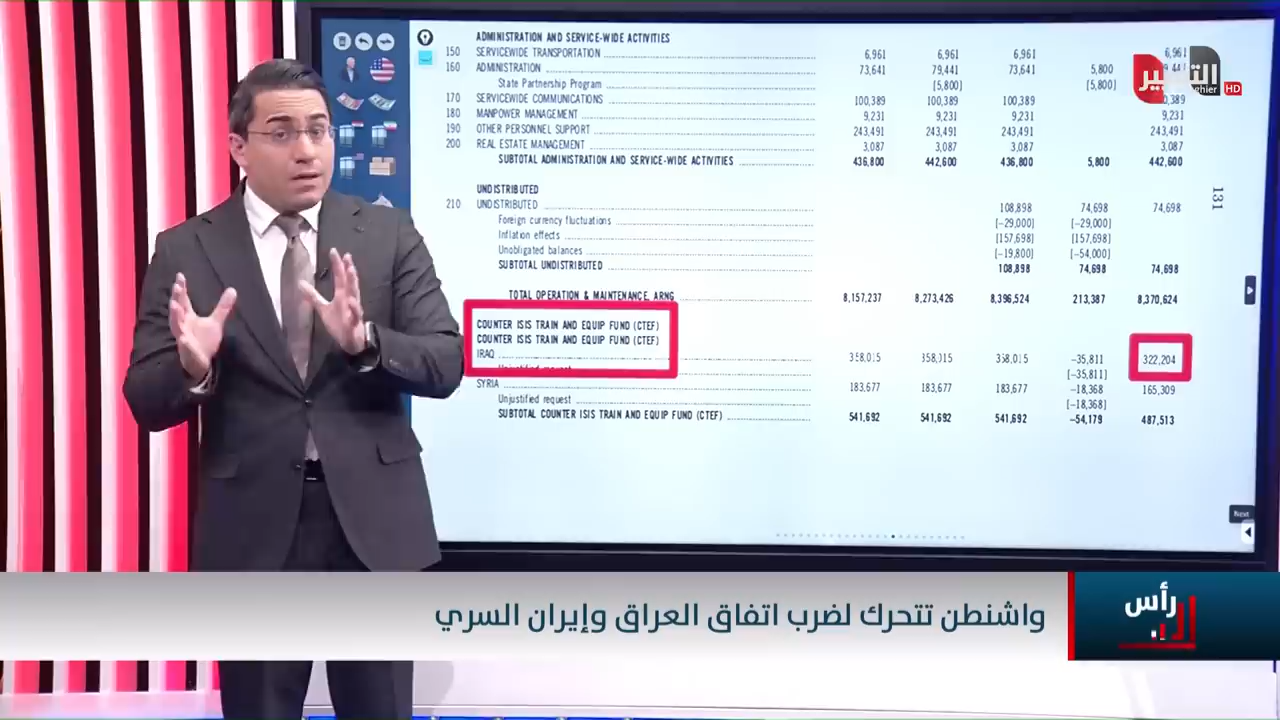 ADMINISTRATION AND SERVICE-WIDE ACTIVITIES
150 SERVICEWIDE TRANSPORTATION 6,961 6,961 6,961 6,961
160 ADMINISTRATION 73,641 79,441 73,641 5,800
State Partnership Program [5,800] [5,800]
170 SERVICEWIDE COMMUNICATIONS 100,389 100,389 100,389
180 MANPOWER MANAGEMENT 9,231 9,231 9,231 9,231
190 OTHER PERSONNEL SUPPORT 243,491 243,491 243,491 243,491
200 REAL ESTATE MANAGEMENT 3,087 3,087 3,087 3,087
SUBTOTAL ADMINISTRATION AND SERVICE-WIDE ACTIVITIES 436,800 442,600 436,800 5,800 442,600
UNDISTRIBUTED
210 UNDISTRIBUTED 108,898 74,698 74,698
Foreign currency fluctuations [-29,000] [-29,000]
Inflation effects [157,698] [157,698]
Unobligated balances [-19,800] [-54,000]
SUBTOTAL UNDISTRIBUTED 108,898 74,698 74,698
TOTAL OPERATION & MAINTENANCE, ARNG 8,157,237 8,273,426 8,396,524 213,387 8,370,624
COUNTER ISIS TRAIN AND EQUIP FUND (CTEF)
COUNTER ISIS TRAIN AND EQUIP FUND (CTEF)
IRAQ 358,015 358,015 358,015 -35,811 322,204
Unjustified request [-35,811]
SYRIA 183,677 183,677 183,677 -18,368 165,309
Unjustified request [-18,368]
SUBTOTAL COUNTER ISIS TRAIN AND EQUIP FUND (CTEF) 541,692 541,692 541,692 -54,179 487,513
131
Next
التغيير
HD
واشنطن تتحرك لضرب اتفاق العراق وإيران السري
رأس